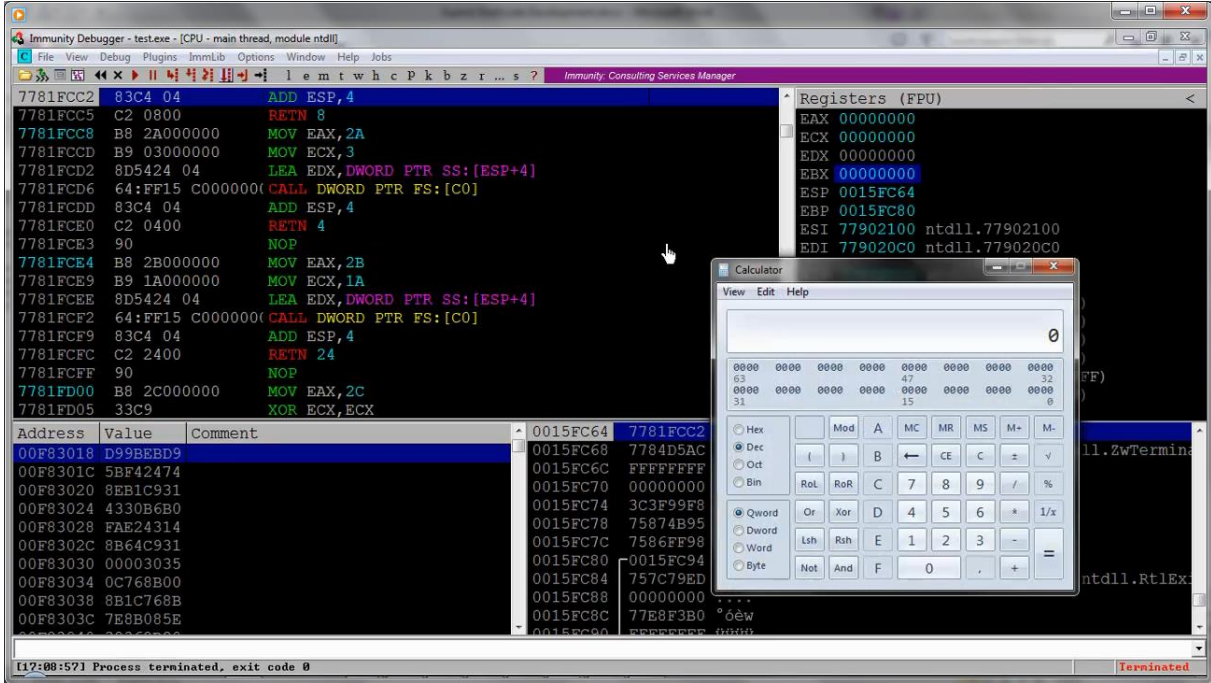 Immunity Debugger - test.exe - [CPU - main thread, module ntdll]
C File View Debug Plugins ImmLib Options Window Help Jobs
l e m t w h c P k b z r ... s ? Immunity: Consulting Services Manager
7781FCC2 83C4 04 ADD ESP,4
7781FCC5 C2 0800 RETN 8
7781FCC8 B8 2A000000 MOV EAX,2A
7781FCCD B9 03000000 MOV ECX,3
7781FCD2 8D5424 04 LEA EDX,DWORD PTR SS:[ESP+4]
7781FCD6 64:FF15 C000000( CALL DWORD PTR FS:[C0]
7781FCDD 83C4 04 ADD ESP,4
7781FCE0 C2 0400 RETN 4
7781FCE3 90 NOP
7781FCE4 B8 2B000000 MOV EAX,2B
7781FCE9 B9 1A000000 MOV ECX,1A
7781FCEE 8D5424 04 LEA EDX,DWORD PTR SS:[ESP+4]
7781FCF2 64:FF15 C000000( CALL DWORD PTR FS:[C0]
7781FCF9 83C4 04 ADD ESP,4
7781FCFC C2 2400 RETN 24
7781FCFF 90 NOP
7781FD00 B8 2C000000 MOV EAX,2C
7781FD05 33C9 XOR ECX,ECX
Registers (FPU) <
EAX 00000000
ECX 00000000
EDX 00000000
EBX 00000000
ESP 0015FC64
EBP 0015FC80
ESI 77902100 ntdll.77902100
EDI 779020C0 ntdll.779020C0
FF)
Address Value Comment
00F83018 D99BEBD9
00F8301C 5BF42474
00F83020 8EB1C931
00F83024 4330B6B0
00F83028 FAE24314
00F8302C 8B64C931
00F83030 00003035
00F83034 0C768B00
00F83038 8B1C768B
00F8303C 7E8B085E
0015FC64 7781FCC2
0015FC68 7784D5AC ll.ZwTermina
0015FC6C FFFFFFFF
0015FC70 00000000
0015FC74 3C3F99F8
0015FC78 75874B95
0015FC7C 7586FF98
0015FC80 0015FC94
0015FC84 757C79ED ntdll.RtlExi
0015FC88 00000000 ....
0015FC8C 77E8F3B0 °óèw
0015FC90 FFFFFFFF ÿÿÿÿ
Calculator
View Edit Help
0
0000 0000 0000 0000 0000 0000 0000 0000
63 47 32
0000 0000 0000 0000 0000 0000 0000 0000
31 15 0
Hex Mod A MC MR MS M+ M-
Dec ( ) B ← CE C ± √
Oct
Bin RoL RoR C 7 8 9 / %
Qword Or Xor D 4 5 6 * 1/x
Dword
Word Lsh Rsh E 1 2 3 - =
Byte Not And F 0 . +
[17:08:57] Process terminated, exit code 0 Terminated